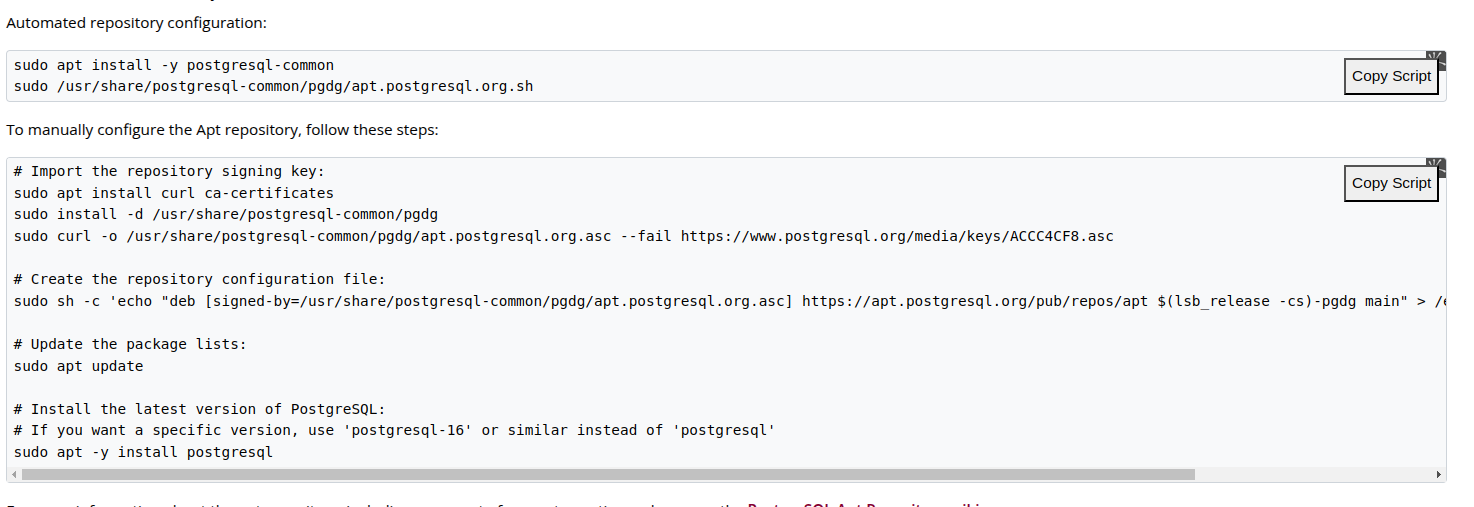 Automated repository configuration:
sudo apt install -y postgresql-common
sudo /usr/share/postgresql-common/pgdg/apt.postgresql.org.sh
Copy Script
To manually configure the Apt repository, follow these steps:
# Import the repository signing key:
sudo apt install curl ca-certificates
sudo install -d /usr/share/postgresql-common/pgdg
sudo curl -o /usr/share/postgresql-common/pgdg/apt.postgresql.org.asc --fail https://www.postgresql.org/media/keys/ACCC4CF8.asc
Copy Script
# Create the repository configuration file:
sudo sh -c 'echo "deb [signed-by=/usr/share/postgresql-common/pgdg/apt.postgresql.org.asc] https://apt.postgresql.org/pub/repos/apt $(lsb_release -cs)-pgdg main" > /
# Update the package lists:
sudo apt update
# Install the latest version of PostgreSQL:
# If you want a specific version, use 'postgresql-16' or similar instead of 'postgresql'
sudo apt -y install postgresql